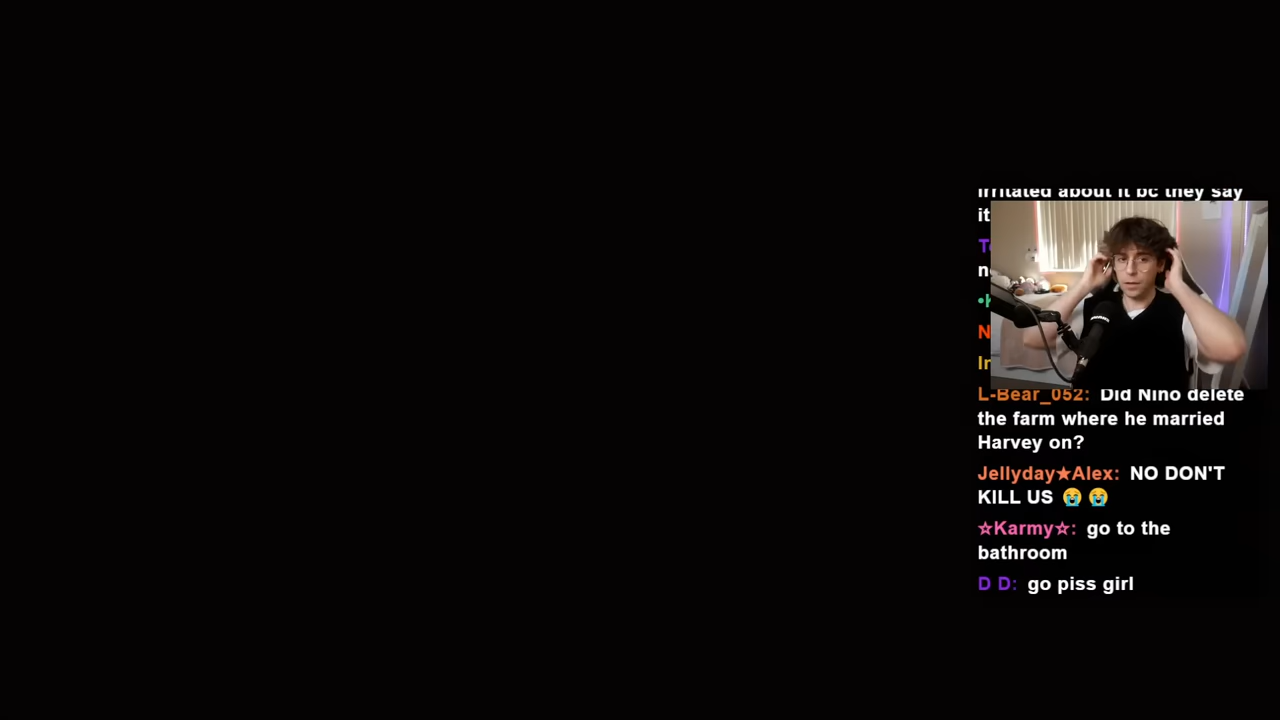 irritated about it bc they say
it
L-Bear_052: Did Nino delete
the farm where he married
Harvey on?
Jellyday★Alex: NO DON'T
KILL US 😭 😭
☆Karmy☆: go to the
bathroom
D D: go piss girl